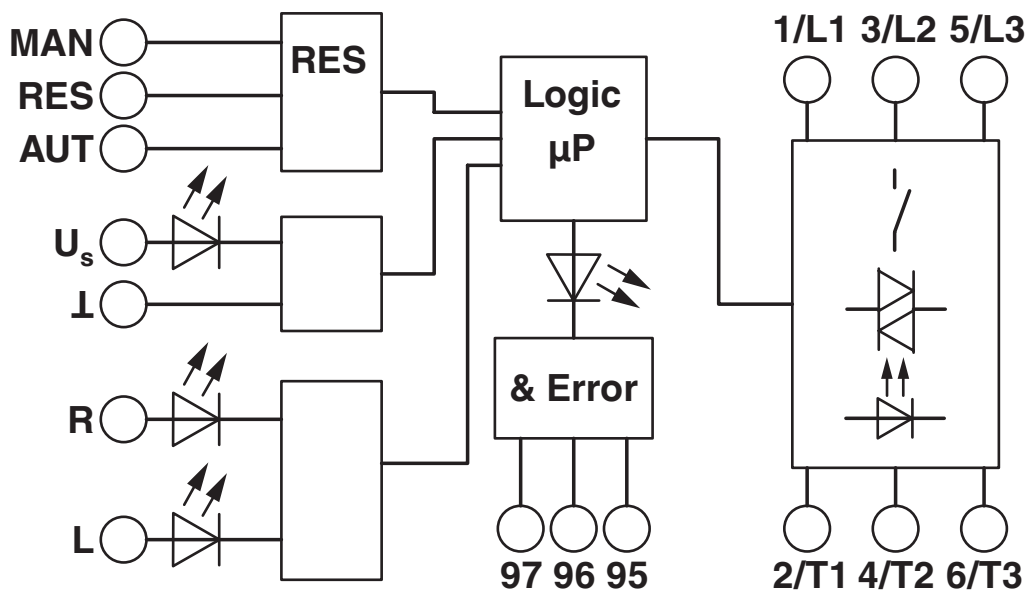 MAN
RES
AUT
RES
Us
⊥
R
L
Logic
µP
& Error
97 96 95
1/L1 3/L2 5/L3
2/T1 4/T2 6/T3